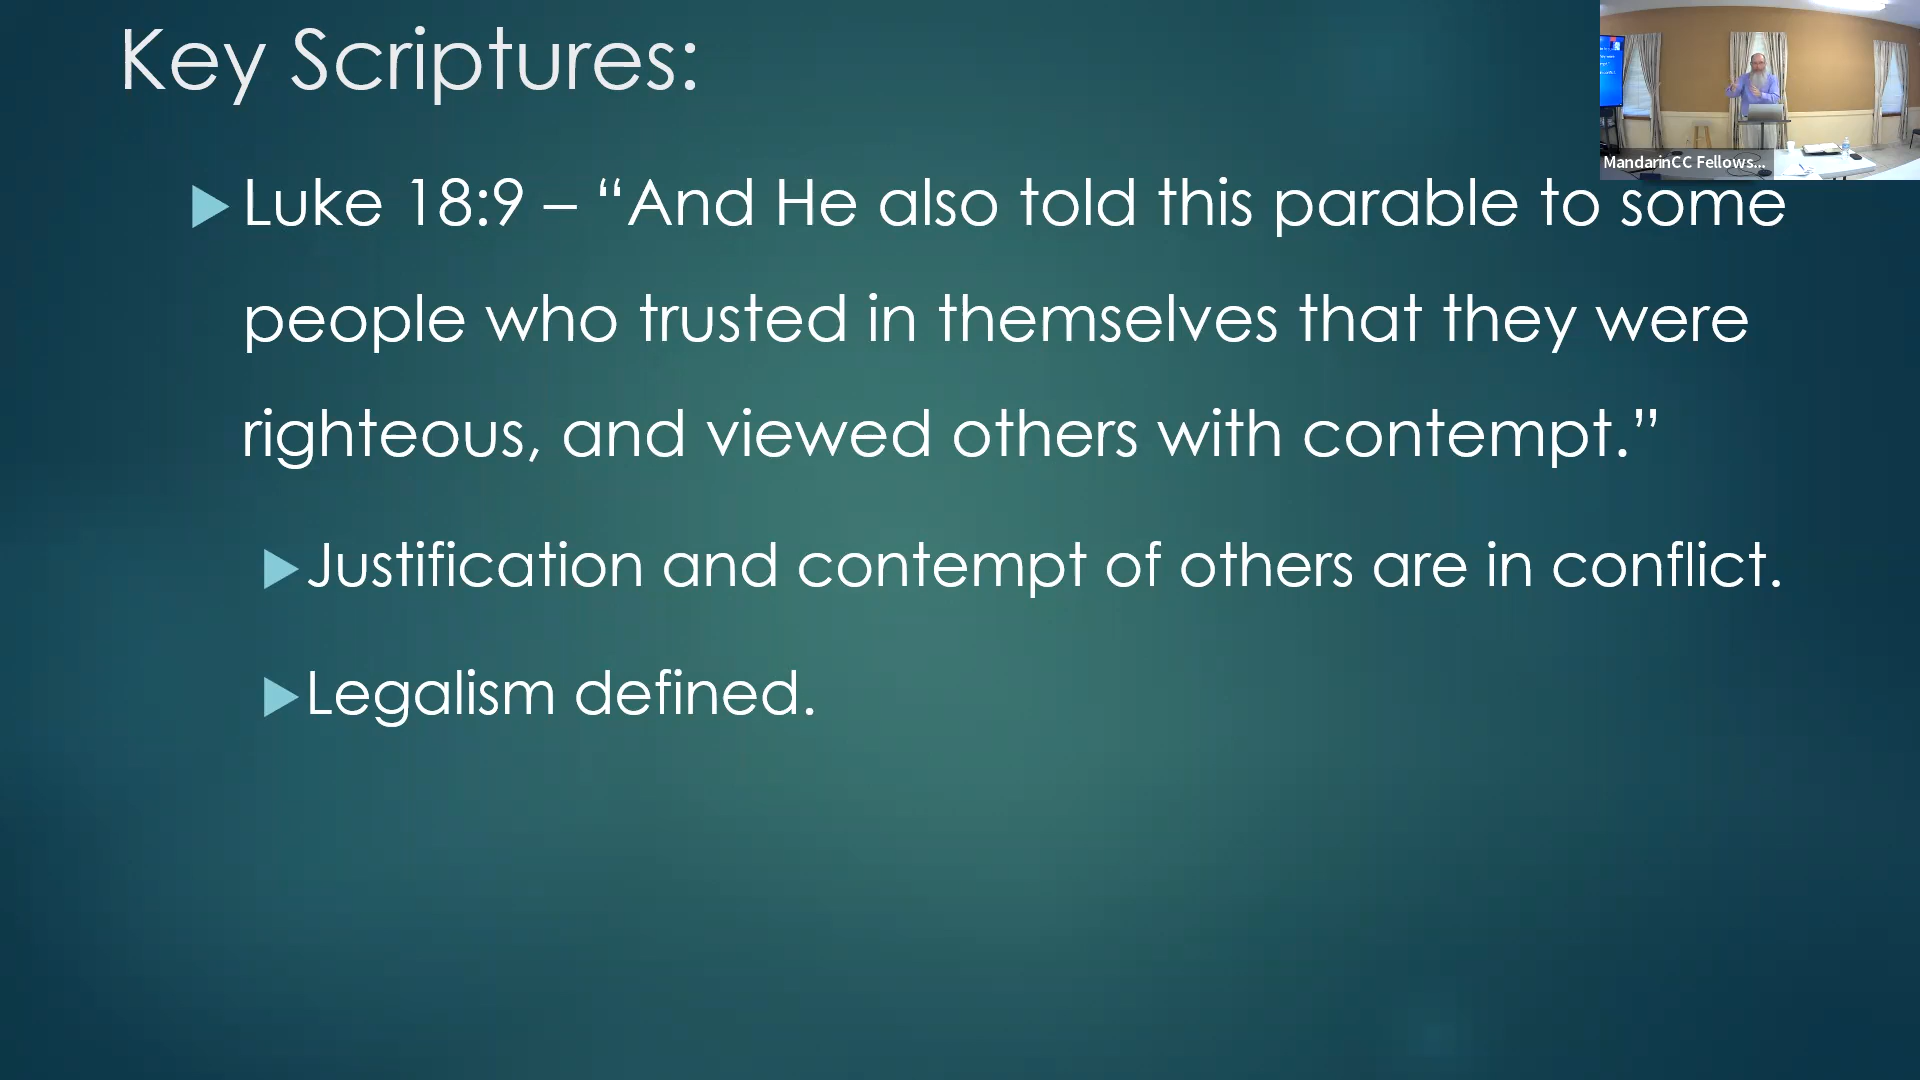 Key Scriptures:
MandarinCC Fellows...
Luke 18:9 – “And He also told this parable to some
people who trusted in themselves that they were
righteous, and viewed others with contempt.”
Justification and contempt of others are in conflict.
Legalism defined.